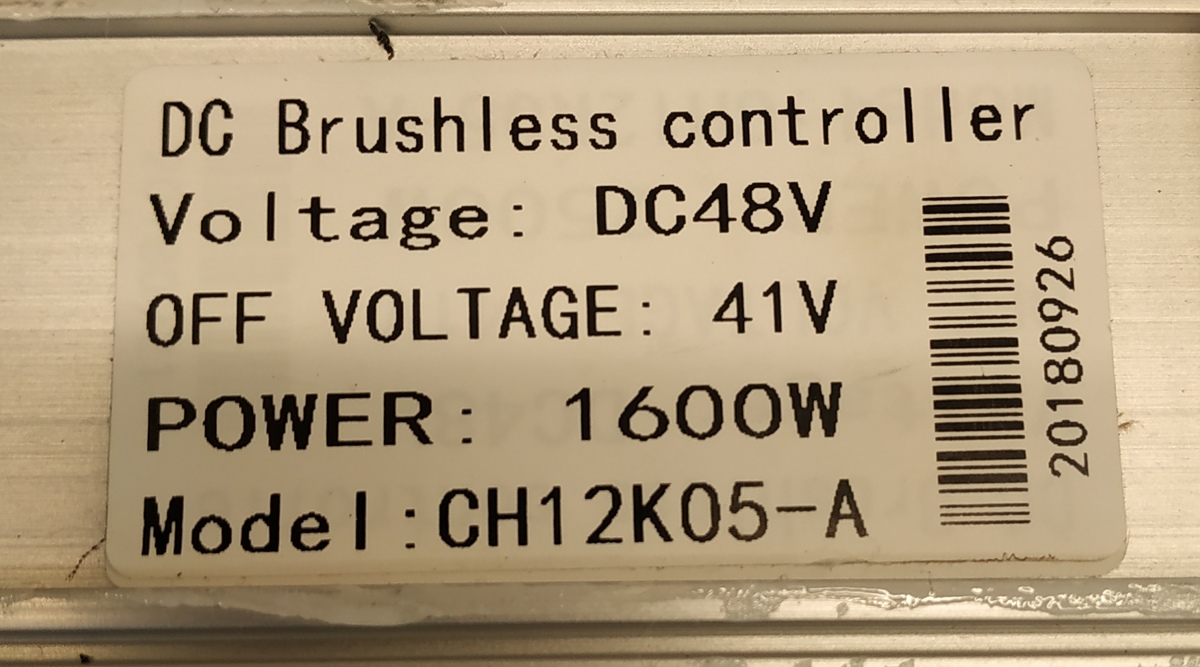 DC Brushless controller
Voltage: DC48V
OFF VOLTAGE: 41V
POWER: 1600W
Model:CH12K05-A
20180926